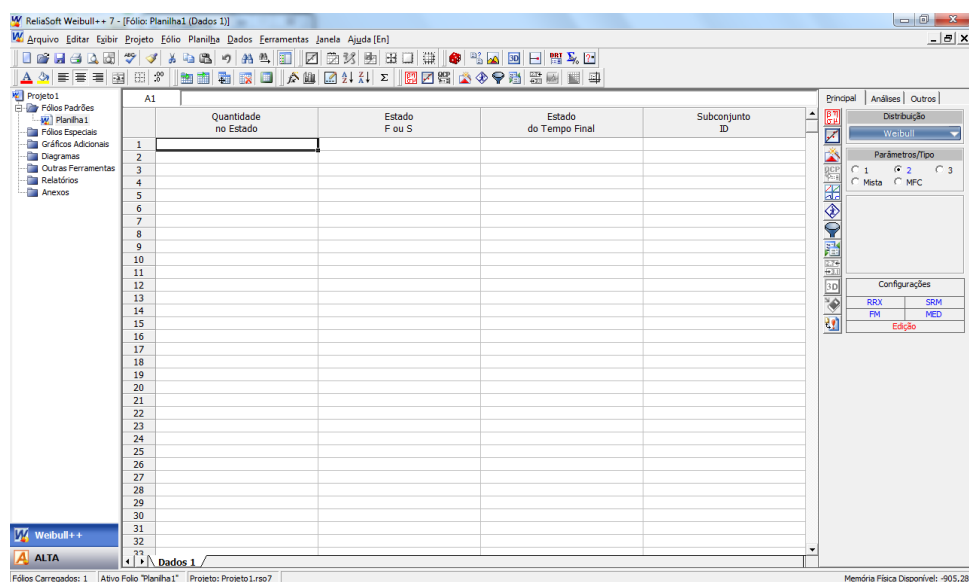 ReliaSoft Weibull++ 7 - [Fólio: Planilha1 (Dados 1)]
Arquivo Editar Exibir Projeto Fólio Planilha Dados Ferramentas Janela Ajuda [En]
Projeto1
Fólios Padrões
Planilha1
Fólios Especiais
Gráficos Adicionais
Diagramas
Outras Ferramentas
Relatórios
Anexos
Weibull++
ALTA
A1
Quantidade
no Estado
Estado
F ou S
Estado
do Tempo Final
Subconjunto
ID
1
2
3
4
5
6
7
8
9
10
11
12
13
14
15
16
17
18
19
20
21
22
23
24
25
26
27
28
29
30
31
32
33
Dados 1
Principal Análises Outros
Distribuição
Weibull
Parâmetros/Tipo
1 2 3
Mista MFC
Configurações
RRX SRM
FM MED
Edição
Fólios Carregados: 1 Ativo Folio "Planilha1" Projeto: Projeto1.rso7 Memória Física Disponível: -905,28